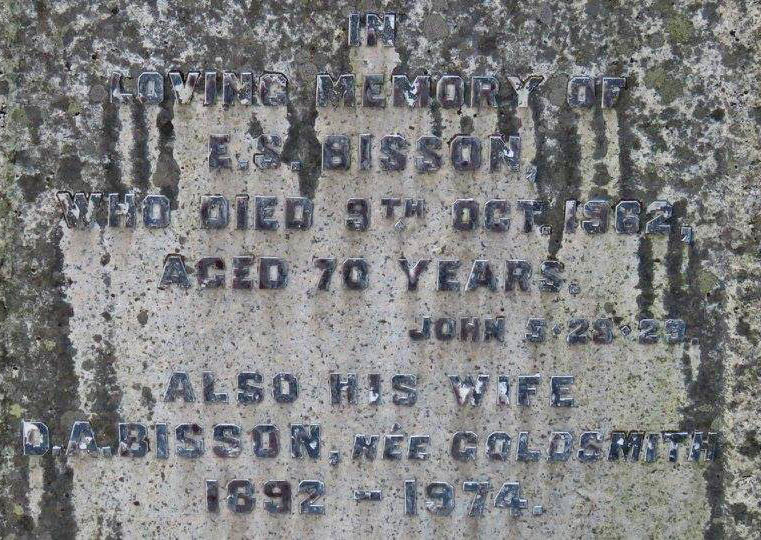 IN
LOVING MEMORY OF
E.S. BISSON,
WHO DIED 9TH OCT. 1962,
AGED 70 YEARS.
JOHN 5·28·29.
ALSO HIS WIFE
D.A. BISSON, NÉE GOLDSMITH
1892 - 1974.